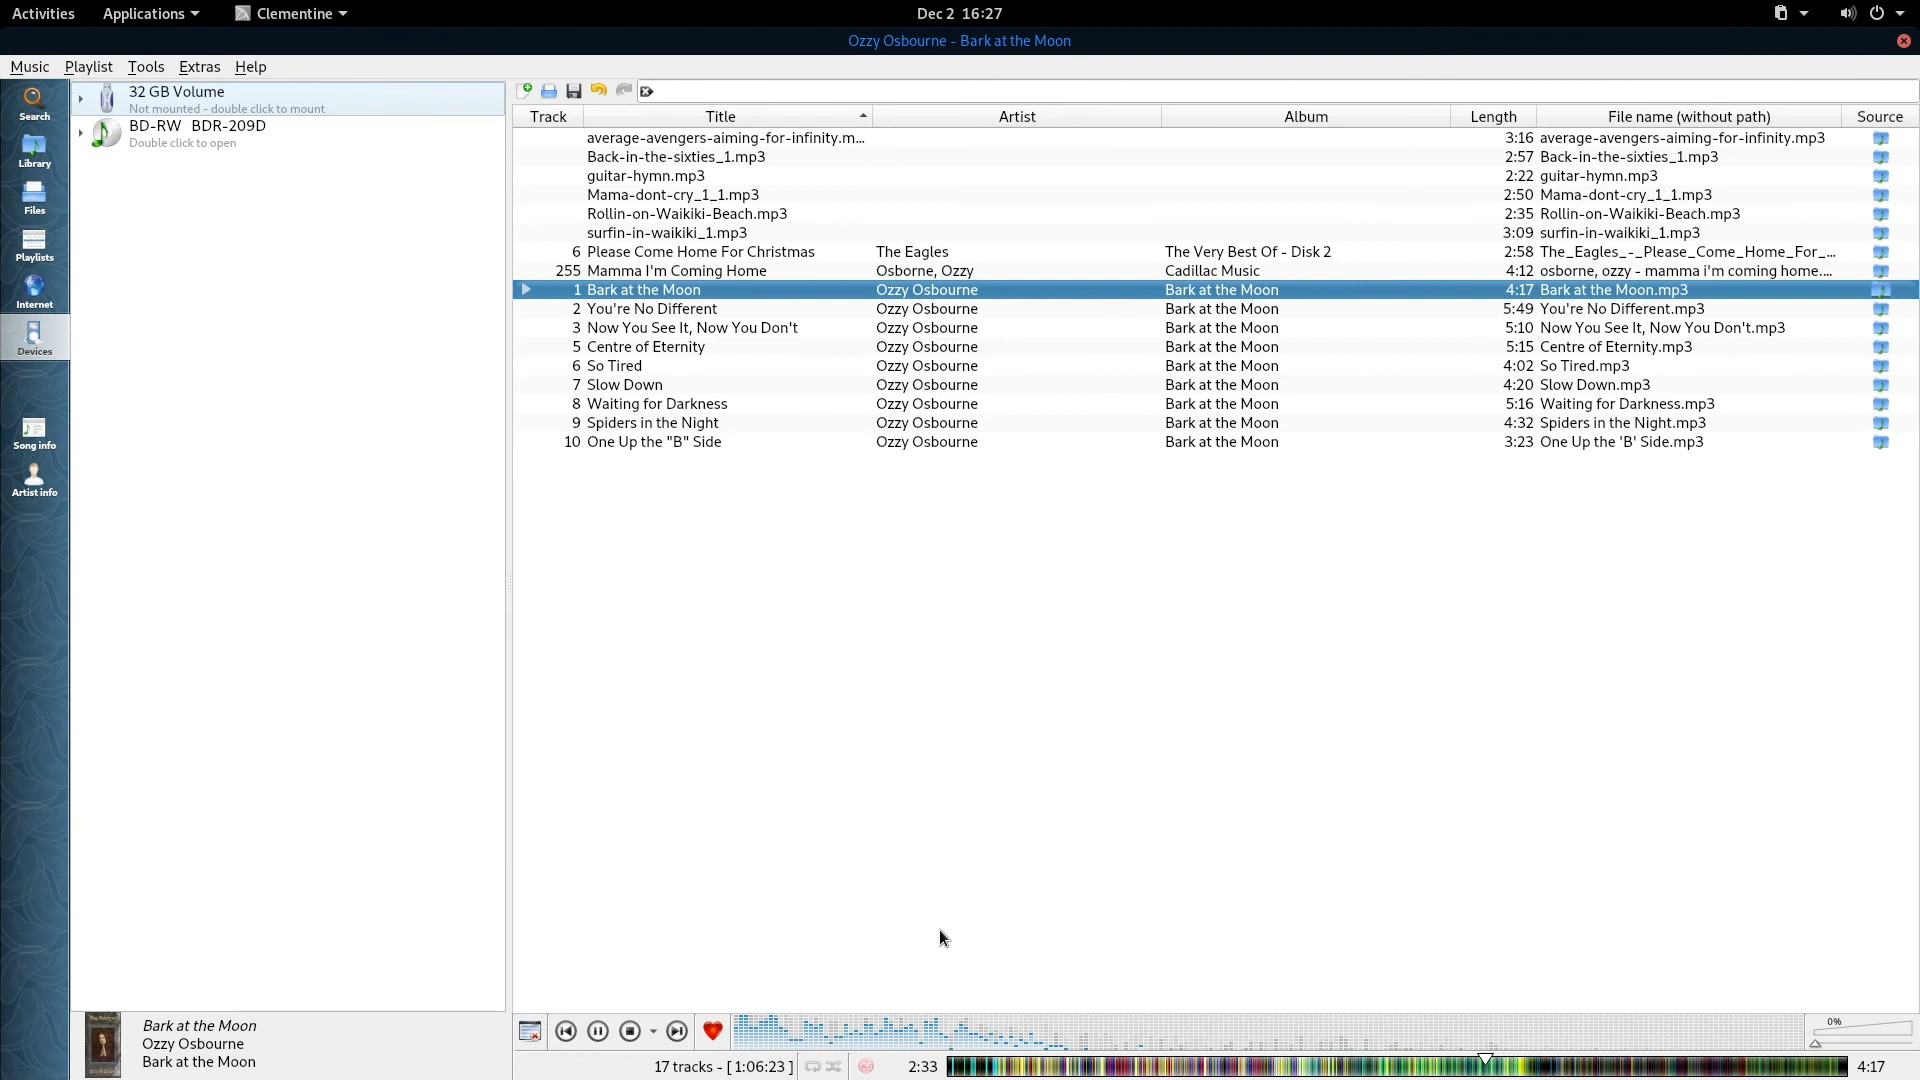 Activities Applications Clementine Dec 2 16:27
Ozzy Osbourne - Bark at the Moon
Music Playlist Tools Extras Help
Search
Library
Files
Playlists
Internet
Devices
Song info
Artist info
32 GB Volume
Not mounted - double click to mount
BD-RW BDR-209D
Double click to open
Track Title Artist Album Length File name (without path) Source
average-avengers-aiming-for-infinity.m... 3:16 average-avengers-aiming-for-infinity.mp3
Back-in-the-sixties_1.mp3 2:57 Back-in-the-sixties_1.mp3
guitar-hymn.mp3 2:22 guitar-hymn.mp3
Mama-dont-cry_1_1.mp3 2:50 Mama-dont-cry_1_1.mp3
Rollin-on-Waikiki-Beach.mp3 2:35 Rollin-on-Waikiki-Beach.mp3
surfin-in-waikiki_1.mp3 3:09 surfin-in-waikiki_1.mp3
6 Please Come Home For Christmas The Eagles The Very Best Of - Disk 2 2:58 The_Eagles_-_Please_Come_Home_For_...
255 Mamma I'm Coming Home Osborne, Ozzy Cadillac Music 4:12 osborne, ozzy - mamma i'm coming home....
1 Bark at the Moon Ozzy Osbourne Bark at the Moon 4:17 Bark at the Moon.mp3
2 You're No Different Ozzy Osbourne Bark at the Moon 5:49 You're No Different.mp3
3 Now You See It, Now You Don't Ozzy Osbourne Bark at the Moon 5:10 Now You See It, Now You Don't.mp3
5 Centre of Eternity Ozzy Osbourne Bark at the Moon 5:15 Centre of Eternity.mp3
6 So Tired Ozzy Osbourne Bark at the Moon 4:02 So Tired.mp3
7 Slow Down Ozzy Osbourne Bark at the Moon 4:20 Slow Down.mp3
8 Waiting for Darkness Ozzy Osbourne Bark at the Moon 5:16 Waiting for Darkness.mp3
9 Spiders in the Night Ozzy Osbourne Bark at the Moon 4:32 Spiders in the Night.mp3
10 One Up the "B" Side Ozzy Osbourne Bark at the Moon 3:23 One Up the 'B' Side.mp3
Bark at the Moon
Ozzy Osbourne
Bark at the Moon
0%
17 tracks - [ 1:06:23 ] 2:33 4:17